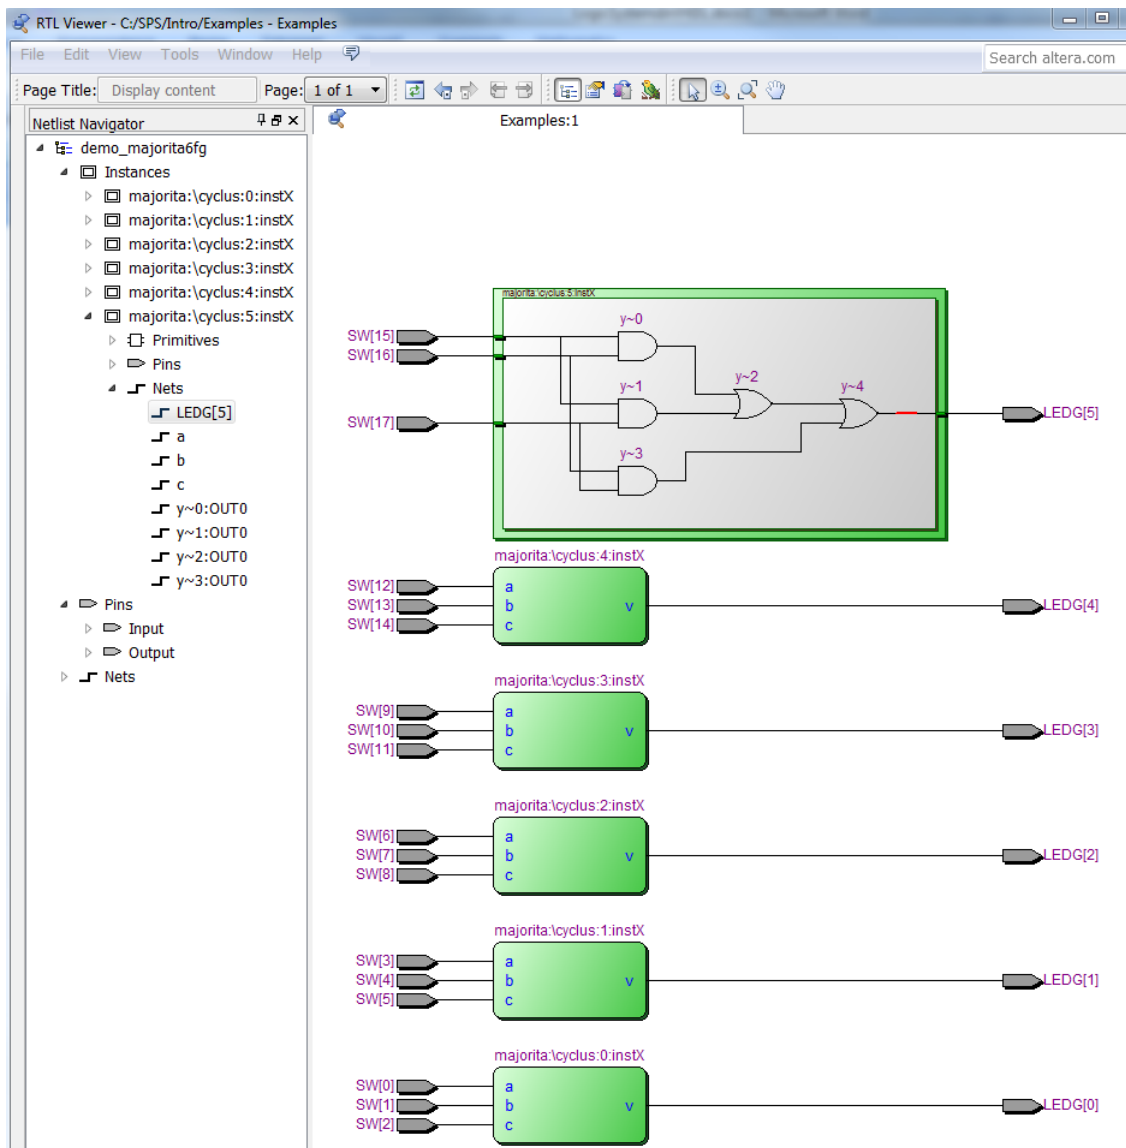 RTL Viewer - C:/SPS/Intro/Examples - Examples
File Edit View Tools Window Help
Search altera.com
Page Title: Display content Page: 1 of 1
Netlist Navigator
Examples:1
demo_majorita6fg
Instances
majorita:\cyclus:0:instX
majorita:\cyclus:1:instX
majorita:\cyclus:2:instX
majorita:\cyclus:3:instX
majorita:\cyclus:4:instX
majorita:\cyclus:5:instX
Primitives
Pins
Nets
LEDG[5]
a
b
c
y~0:OUT0
y~1:OUT0
y~2:OUT0
y~3:OUT0
Pins
Input
Output
Nets
majorita:\cyclus:5:instX
SW[15]
SW[16]
SW[17]
y~0
y~1
y~2
y~3
y~4
LEDG[5]
majorita:\cyclus:4:instX
SW[12] a
SW[13] b y LEDG[4]
SW[14] c
majorita:\cyclus:3:instX
SW[9] a
SW[10] b y LEDG[3]
SW[11] c
majorita:\cyclus:2:instX
SW[6] a
SW[7] b y LEDG[2]
SW[8] c
majorita:\cyclus:1:instX
SW[3] a
SW[4] b y LEDG[1]
SW[5] c
majorita:\cyclus:0:instX
SW[0] a
SW[1] b y LEDG[0]
SW[2] c